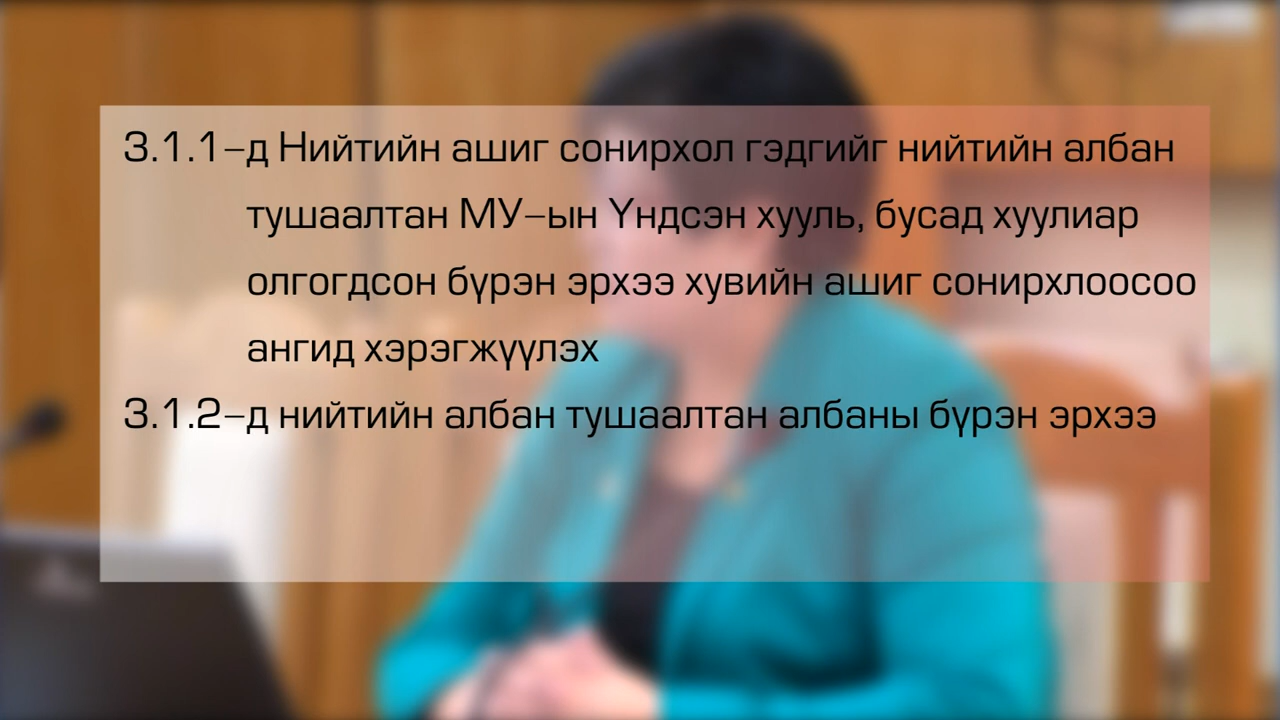 3.1.1–д Нийтийн ашиг сонирхол гэдгийг нийтийн албан
тушаалтан МУ–ын Үндсэн хууль, бусад хуулиар
олгогдсон бүрэн эрхээ хувийн ашиг сонирхлоосоо
ангид хэрэгжүүлэх
3.1.2–д нийтийн албан тушаалтан албаны бүрэн эрхээ